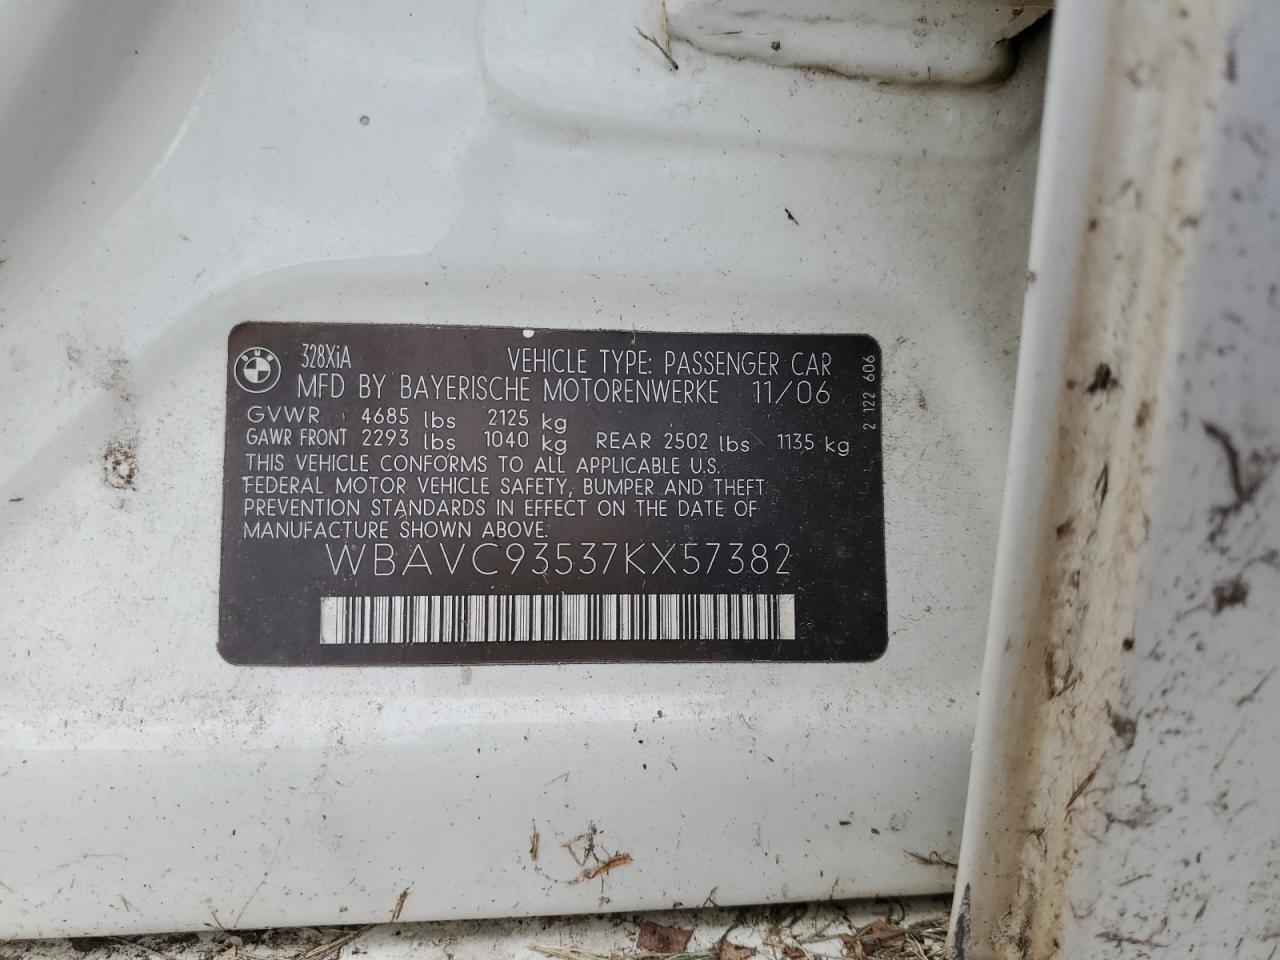 BMW
328XiA VEHICLE TYPE: PASSENGER CAR
MFD BY BAYERISCHE MOTORENWERKE 11/06
GVWR 4685 lbs 2125 kg
GAWR FRONT 2293 lbs 1040 kg REAR 2502 lbs 1135 kg
THIS VEHICLE CONFORMS TO ALL APPLICABLE U.S.
FEDERAL MOTOR VEHICLE SAFETY, BUMPER AND THEFT
PREVENTION STANDARDS IN EFFECT ON THE DATE OF
MANUFACTURE SHOWN ABOVE.
WBAVC93537KX57382
2 122 606